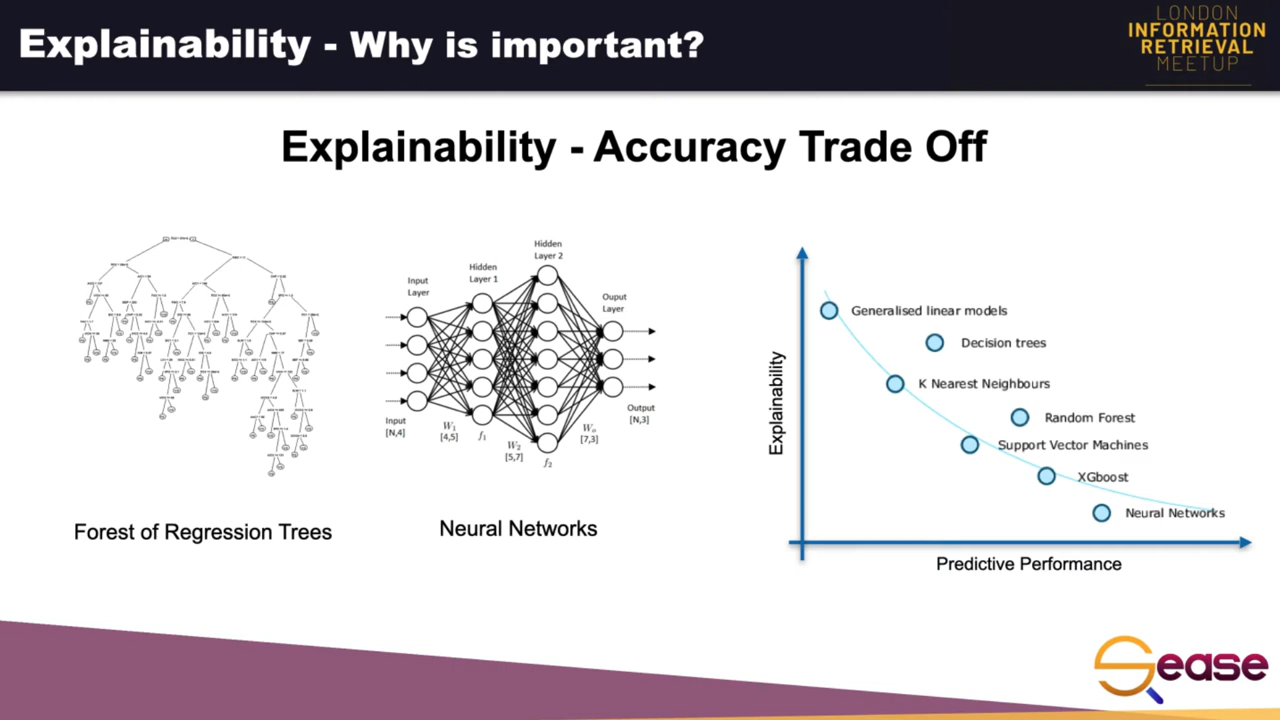 Explainability - Why is important?
LONDON
INFORMATION
RETRIEVAL
MEETUP
Explainability - Accuracy Trade Off
Forest of Regression Trees
Input
Layer
Hidden
Layer 1
Hidden
Layer 2
Ouput
Layer
Input
[N,4]
W1
[4,5]
f1
W2
[5,7]
f2
Wo
[7,3]
Output
[N,3]
Neural Networks
Explainability
Generalised linear models
Decision trees
K Nearest Neighbours
Random Forest
Support Vector Machines
XGboost
Neural Networks
Predictive Performance
Sease